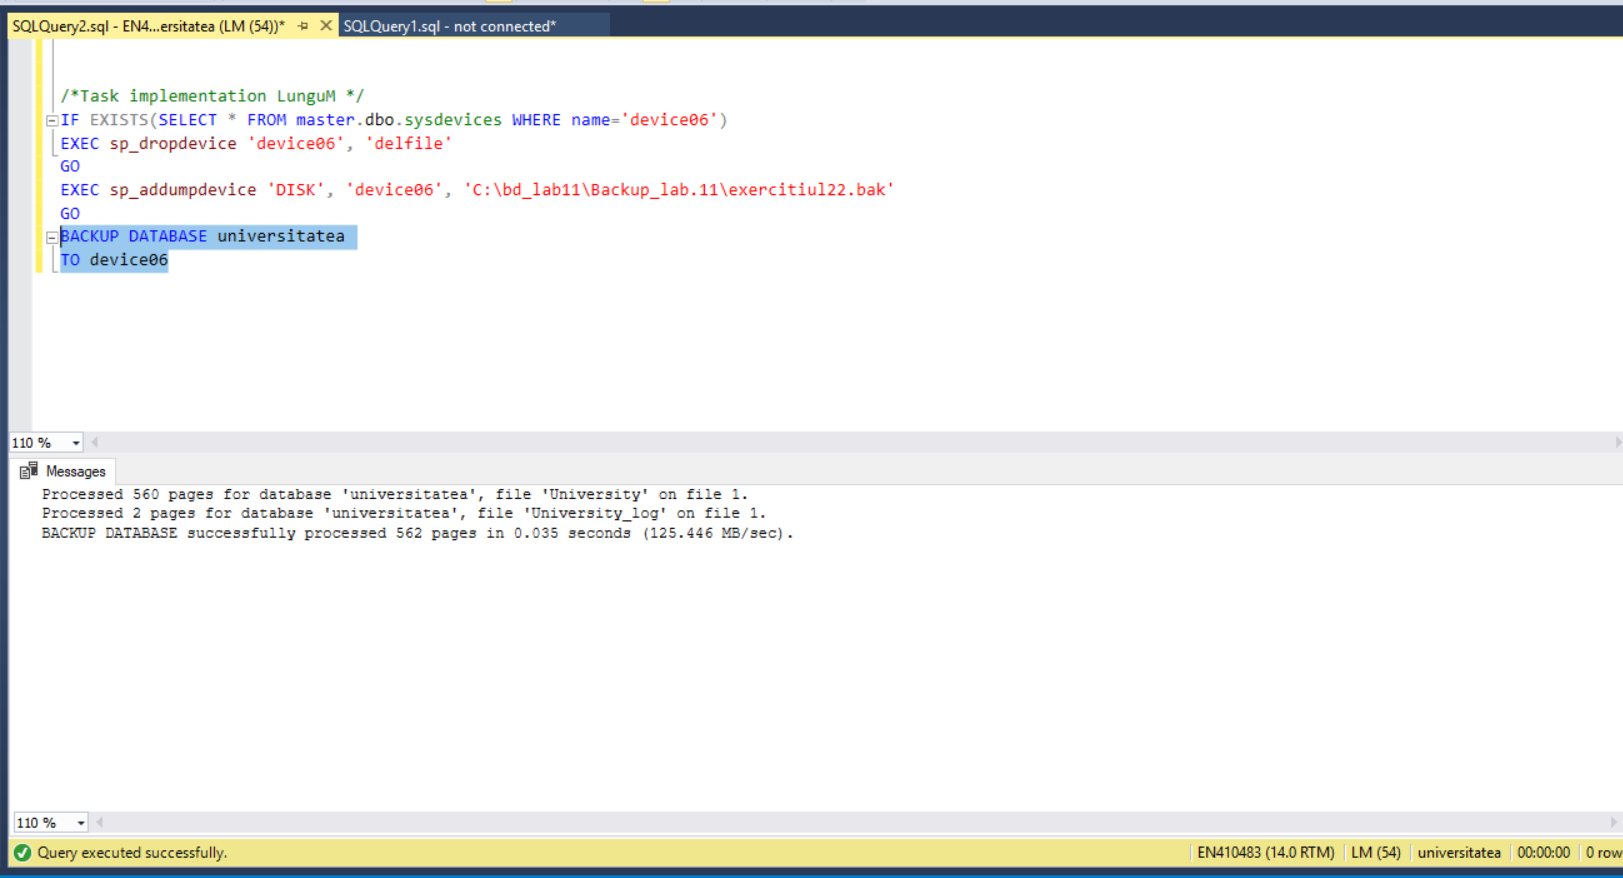 SQLQuery2.sql - EN4...ersitatea (LM (54))* SQLQuery1.sql - not connected*
/*Task implementation LunguM */
IF EXISTS(SELECT * FROM master.dbo.sysdevices WHERE name='device06')
EXEC sp_dropdevice 'device06', 'delfile'
GO
EXEC sp_addumpdevice 'DISK', 'device06', 'C:\bd_lab11\Backup_lab.11\exercitiul22.bak'
GO
BACKUP DATABASE universitatea
TO device06
110 %
Messages
Processed 560 pages for database 'universitatea', file 'University' on file 1.
Processed 2 pages for database 'universitatea', file 'University_log' on file 1.
BACKUP DATABASE successfully processed 562 pages in 0.035 seconds (125.446 MB/sec).
110 %
Query executed successfully. EN410483 (14.0 RTM) LM (54) universitatea 00:00:00 0 row